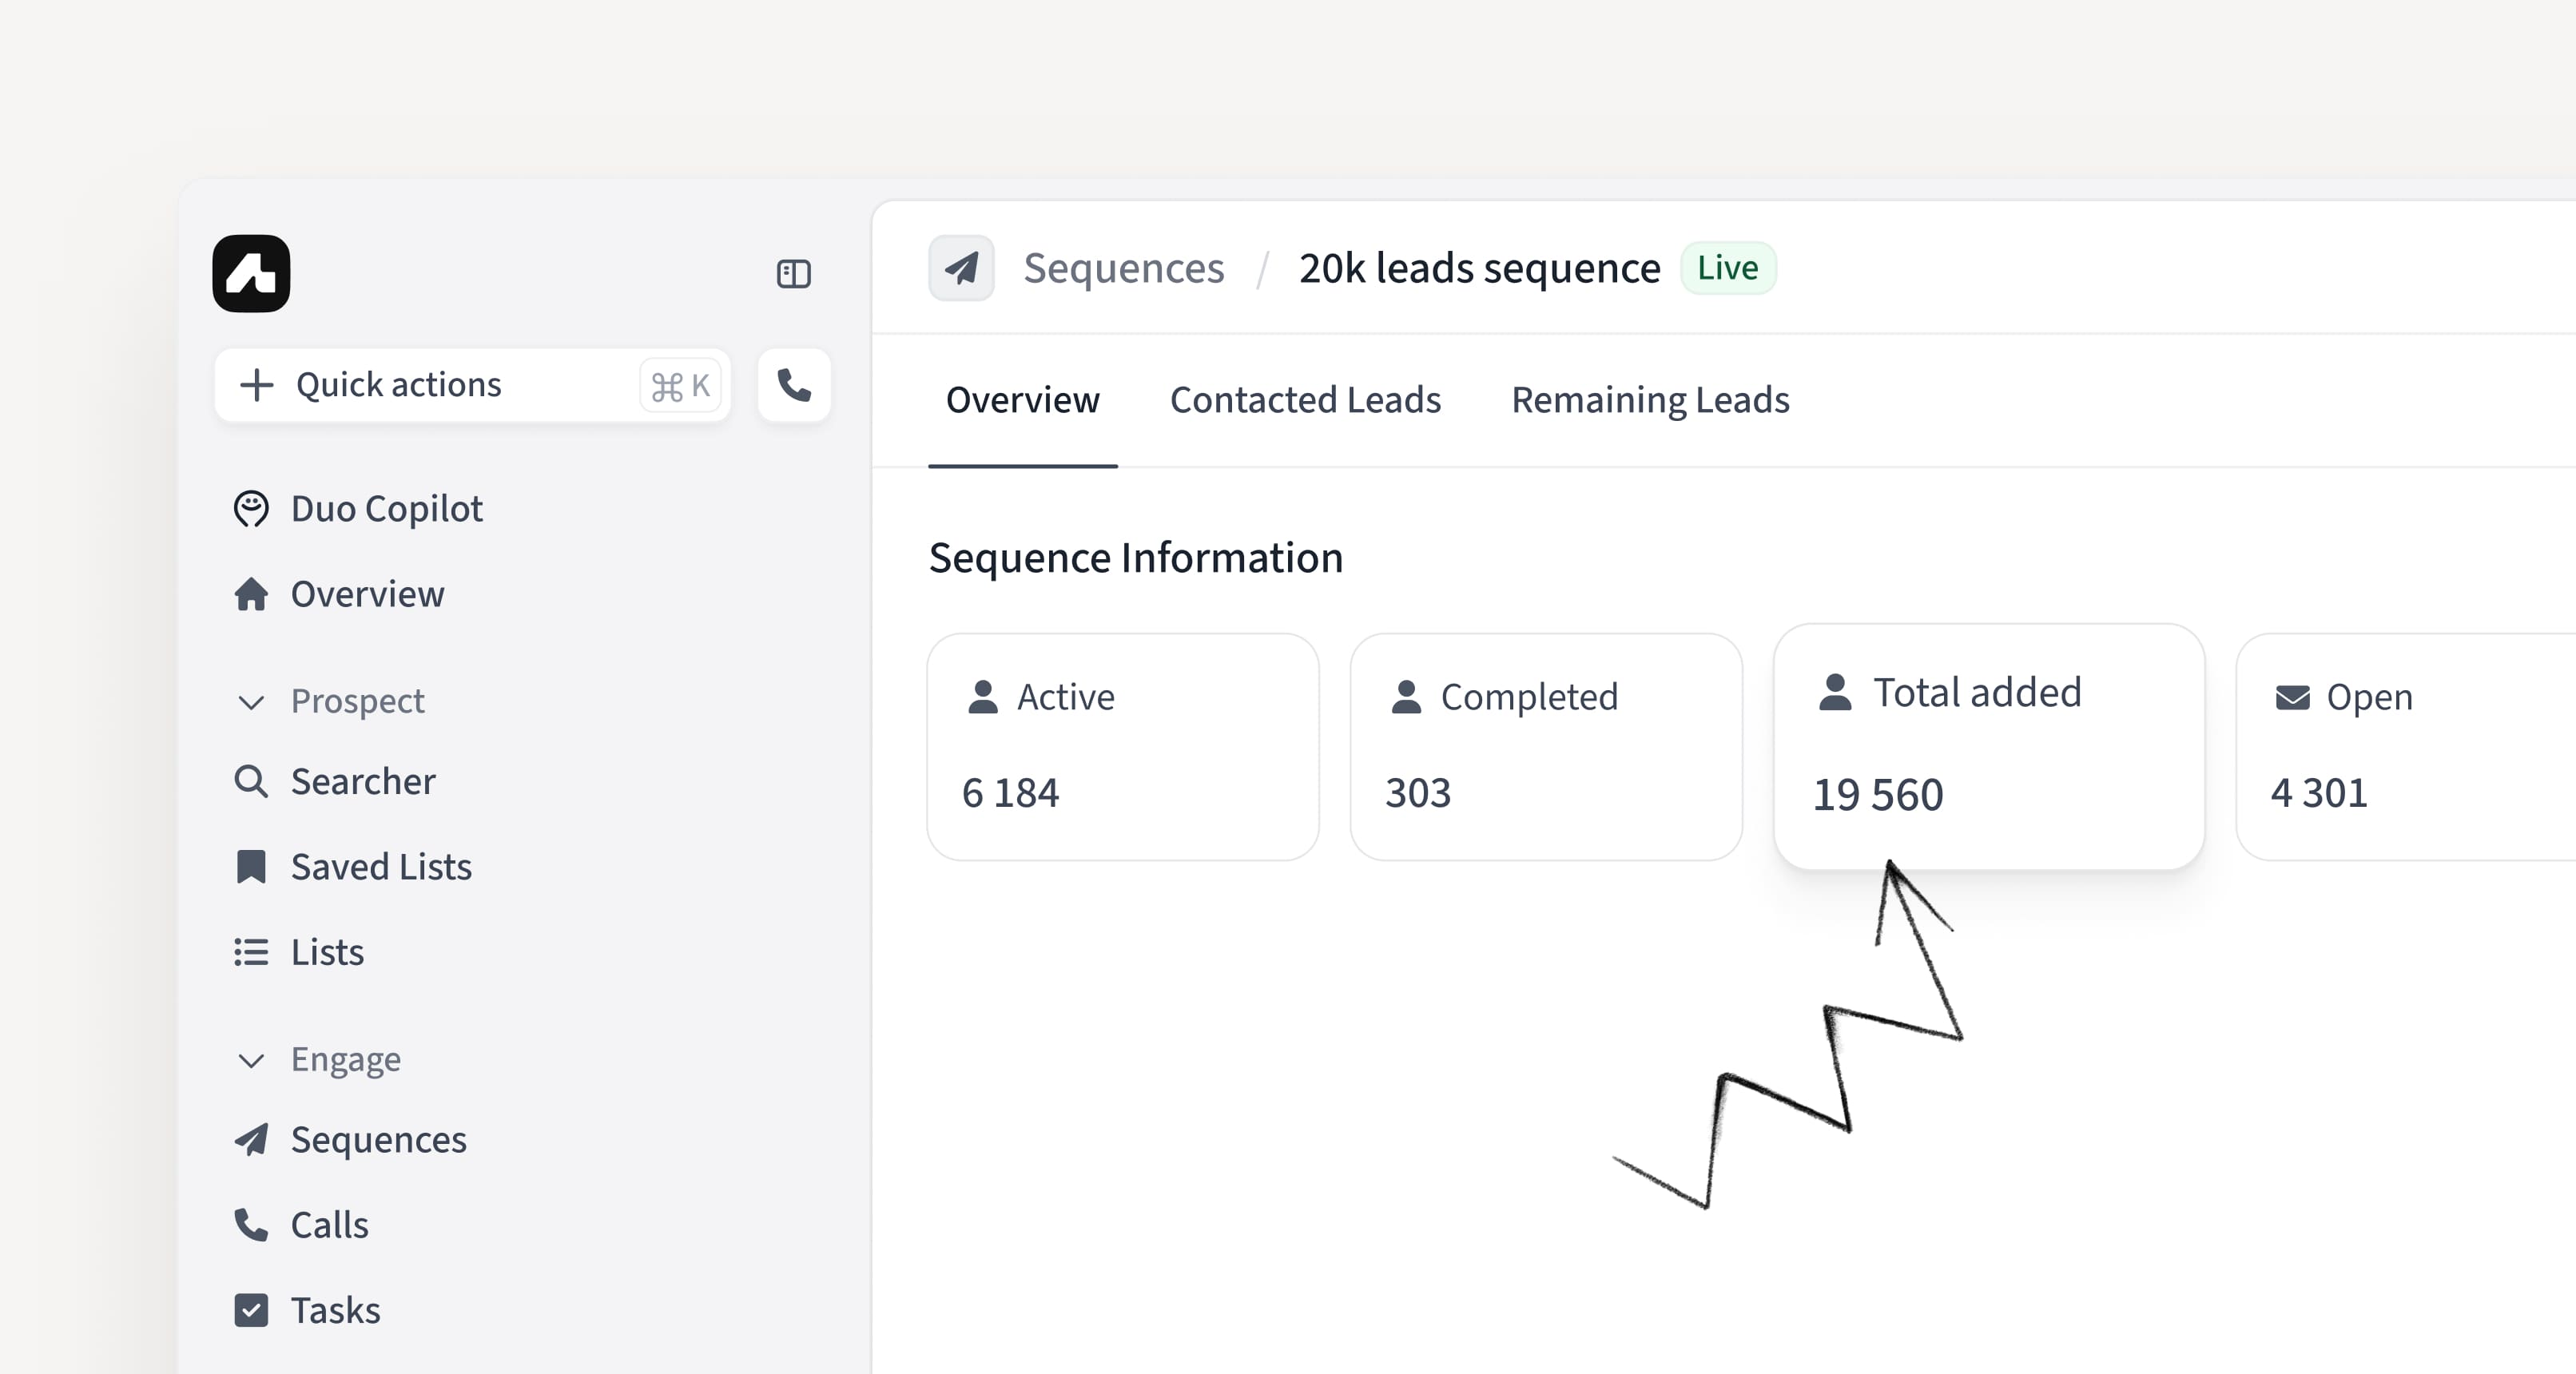 Quick actions ⌘ K
Duo Copilot
Overview
Prospect
Searcher
Saved Lists
Lists
Engage
Sequences
Calls
Tasks
Sequences / 20k leads sequence Live
Overview Contacted Leads Remaining Leads
Sequence Information
Active
6 184
Completed
303
Total added
19 560
Open
4 301